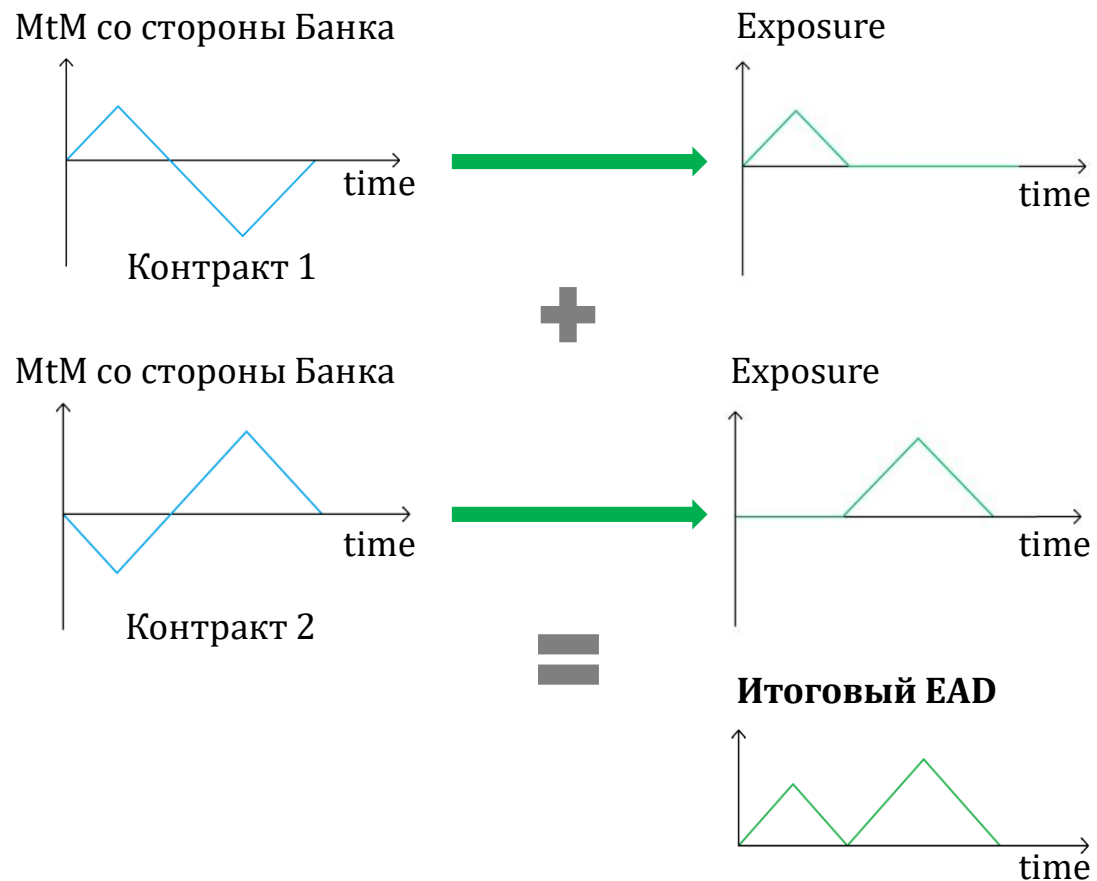 MtM со стороны Банка
Exposure
time
time
Контракт 1
MtM со стороны Банка
Exposure
time
time
Контракт 2
Итоговый EAD
time